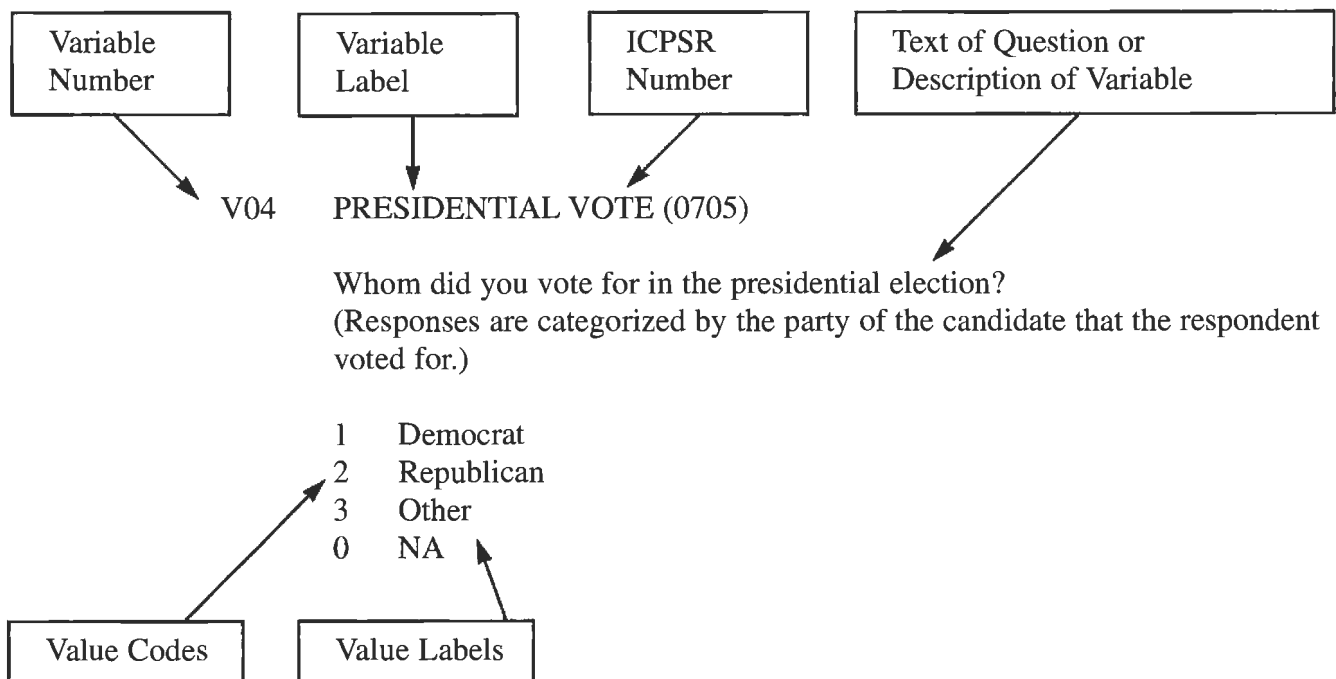 Variable Number
Variable Label
ICPSR Number
Text of Question or
Description of Variable
V04 PRESIDENTIAL VOTE (0705)
Whom did you vote for in the presidential election?
(Responses are categorized by the party of the candidate that the respondent
voted for.)
1 Democrat
2 Republican
3 Other
0 NA
Value Codes
Value Labels